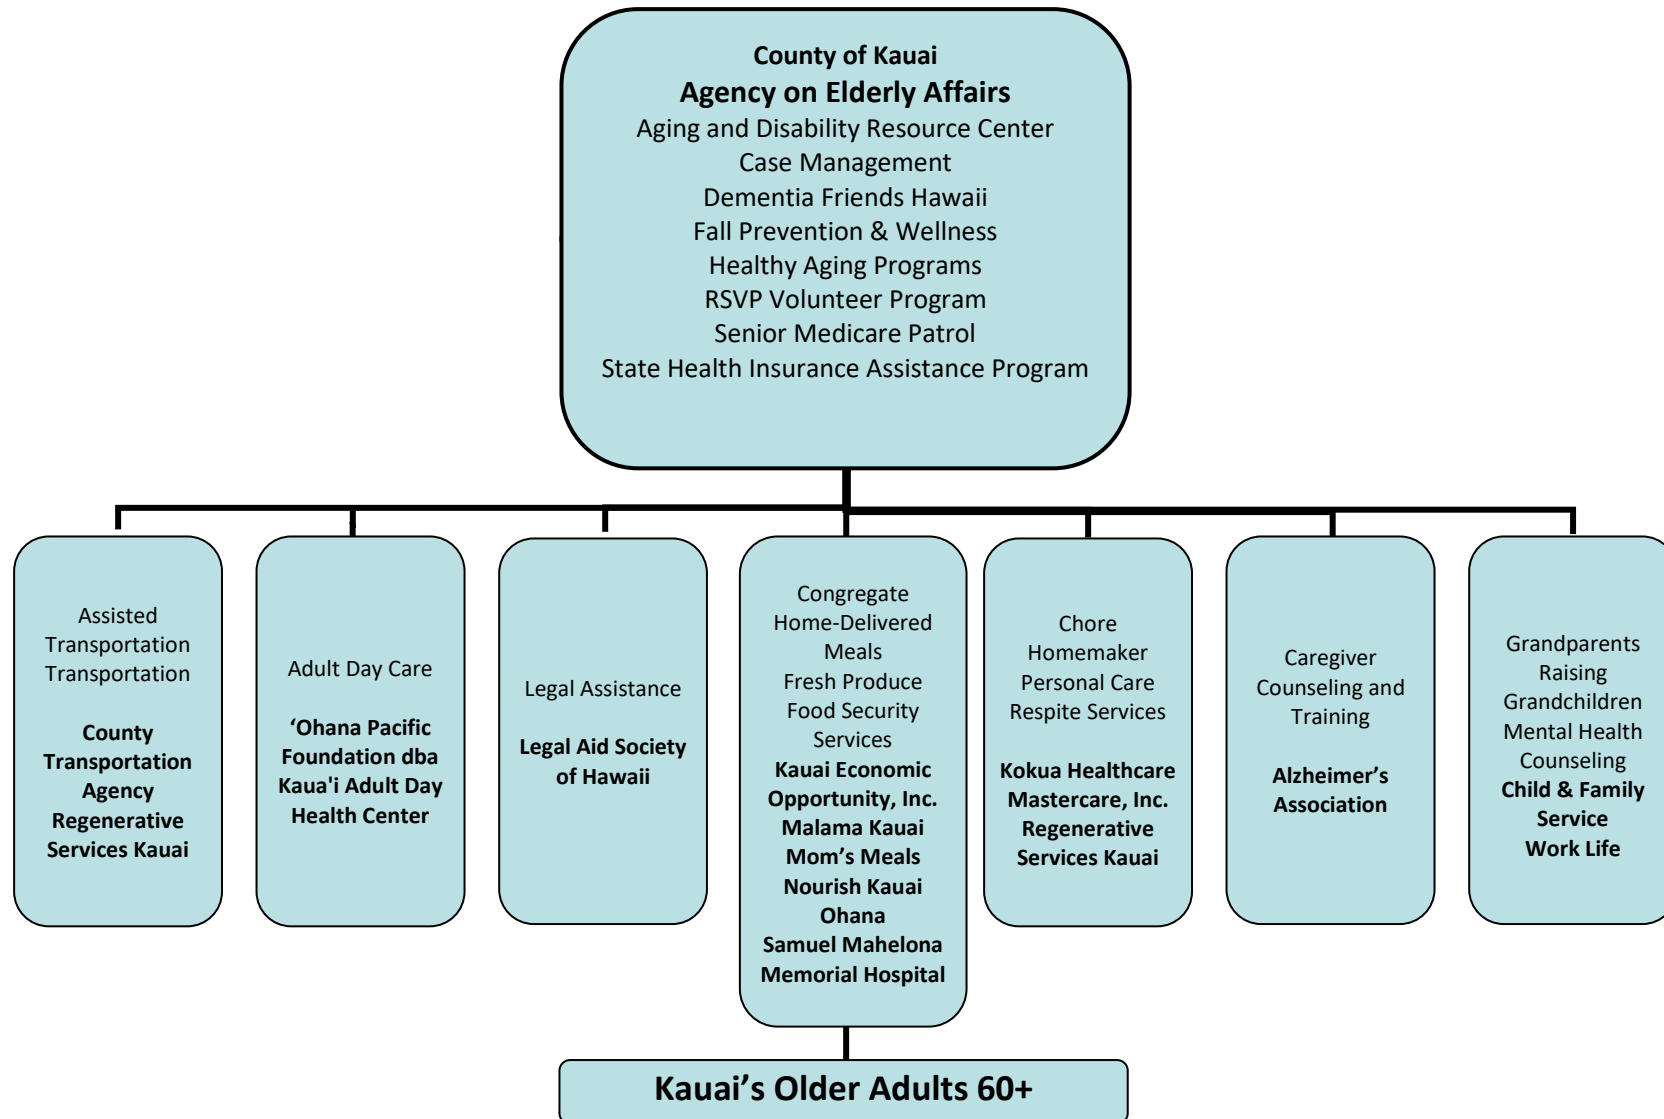 County of Kauai
Agency on Elderly Affairs
Aging and Disability Resource Center
Case Management
Dementia Friends Hawaii
Fall Prevention & Wellness
Healthy Aging Programs
RSVP Volunteer Program
Senior Medicare Patrol
State Health Insurance Assistance Program
Assisted
Transportation
Transportation
County
Transportation
Agency
Regenerative
Services Kauai
Adult Day Care
‘Ohana Pacific
Foundation dba
Kaua'i Adult Day
Health Center
Legal Assistance
Legal Aid Society
of Hawaii
Congregate
Home-Delivered
Meals
Fresh Produce
Food Security
Services
Kauai Economic
Opportunity, Inc.
Malama Kauai
Mom’s Meals
Nourish Kauai
Ohana
Samuel Mahelona
Memorial Hospital
Chore
Homemaker
Personal Care
Respite Services
Kokua Healthcare
Mastercare, Inc.
Regenerative
Services Kauai
Caregiver
Counseling and
Training
Alzheimer’s
Association
Grandparents
Raising
Grandchildren
Mental Health
Counseling
Child & Family
Service
Work Life
Kauai’s Older Adults 60+